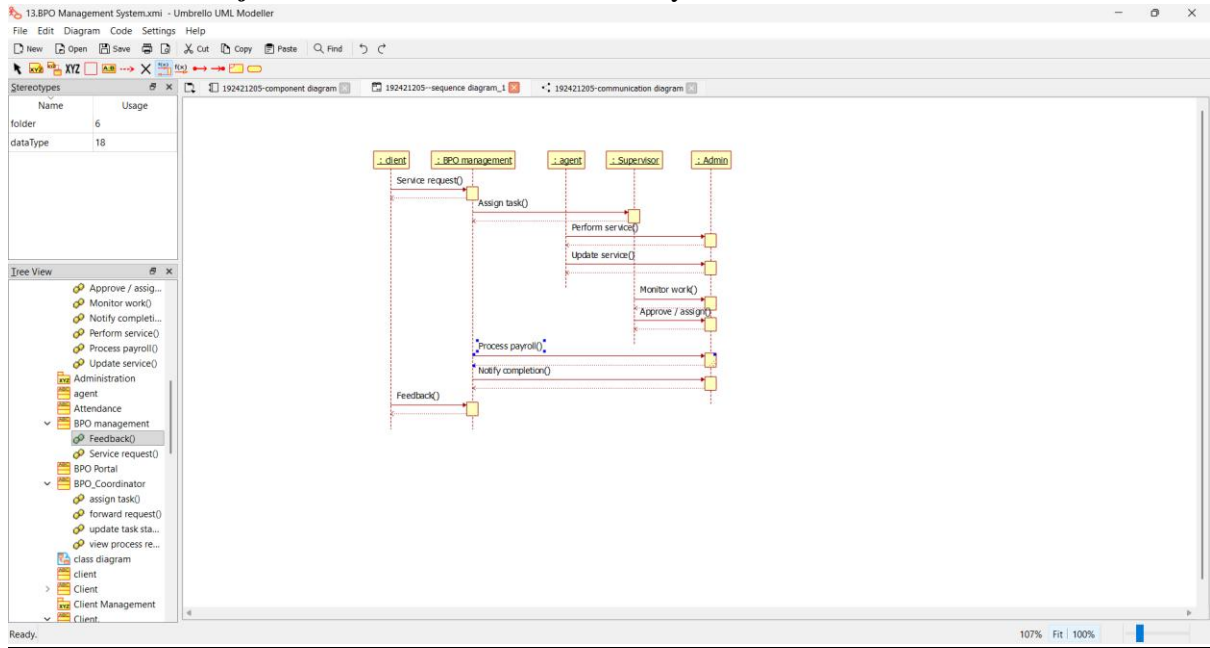 13.BPO Management System.xmi - Umbrello UML Modeller
File Edit Diagram Code Settings Help
New Open Save Cut Copy Paste Find
XYZ A:B f(x) f(x)
Stereotypes
Name Usage
folder 6
dataType 18
192421205-component diagram
192421205--sequence diagram_1
192421205-communication diagram
: client
: BPO management
: agent
: Supervisor
: Admin
Service request()
Assign task()
Perform service()
Update service()
Monitor work()
Approve / assign()
Process payroll()
Notify completion()
Feedback()
Tree View
Approve / assig...
Monitor work()
Notify completi...
Perform service()
Process payroll()
Update service()
Administration
agent
Attendance
BPO management
Feedback()
Service request()
BPO Portal
BPO_Coordinator
assign task()
forward request()
update task sta...
view process re...
class diagram
client
Client
Client Management
Client.
Ready.
107% Fit 100%